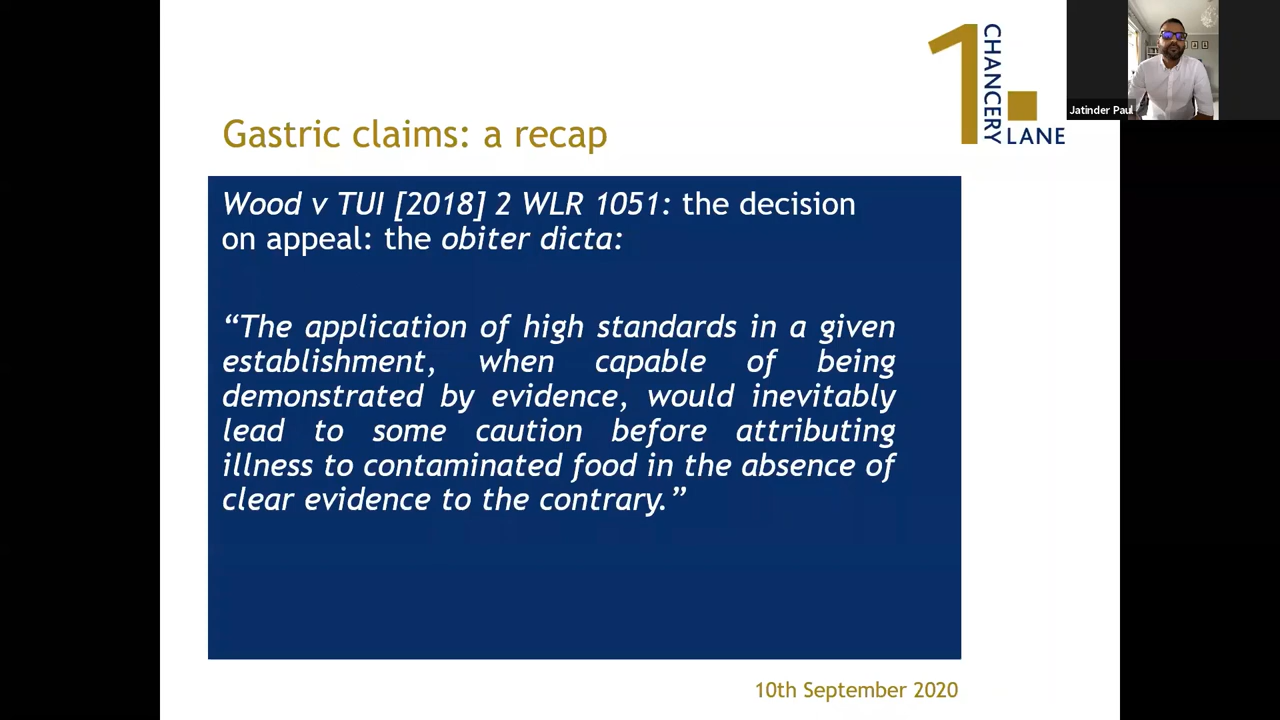 1
CHANCERY
LANE
Jatinder Paul
Gastric claims: a recap
Wood v TUI [2018] 2 WLR 1051: the decision
on appeal: the obiter dicta:
“The application of high standards in a given
establishment, when capable of being
demonstrated by evidence, would inevitably
lead to some caution before attributing
illness to contaminated food in the absence of
clear evidence to the contrary.”
10th September 2020